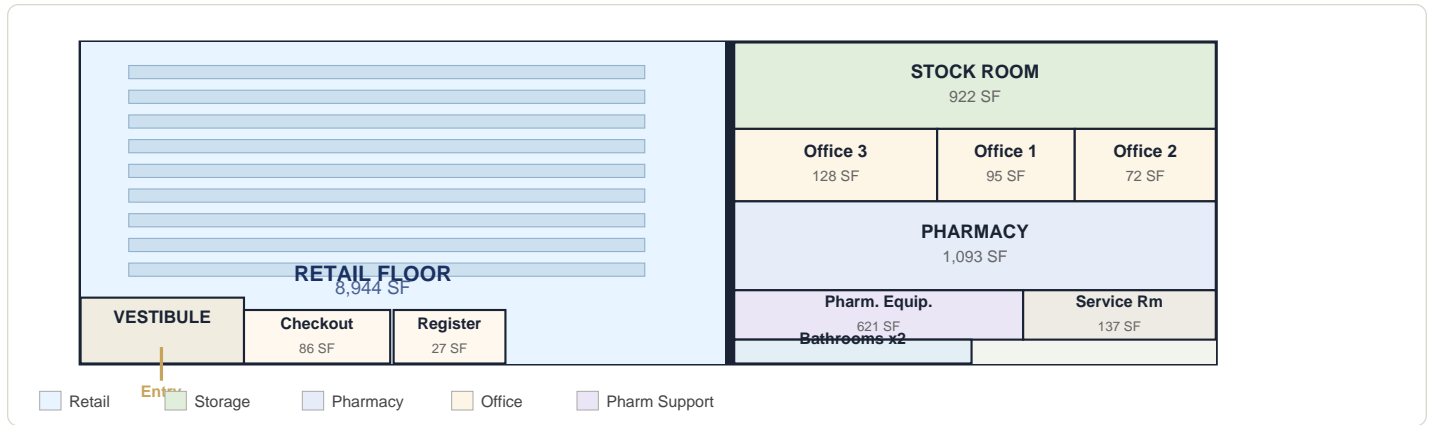 STOCK ROOM
922 SF
Office 3
128 SF
Office 1
95 SF
Office 2
72 SF
PHARMACY
1,093 SF
RETAIL FLOOR
8,944 SF
VESTIBULE
Checkout
86 SF
Register
27 SF
Pharm. Equip.
621 SF
Service Rm
137 SF
Bathrooms x2
Entry
Retail
Storage
Pharmacy
Office
Pharm Support